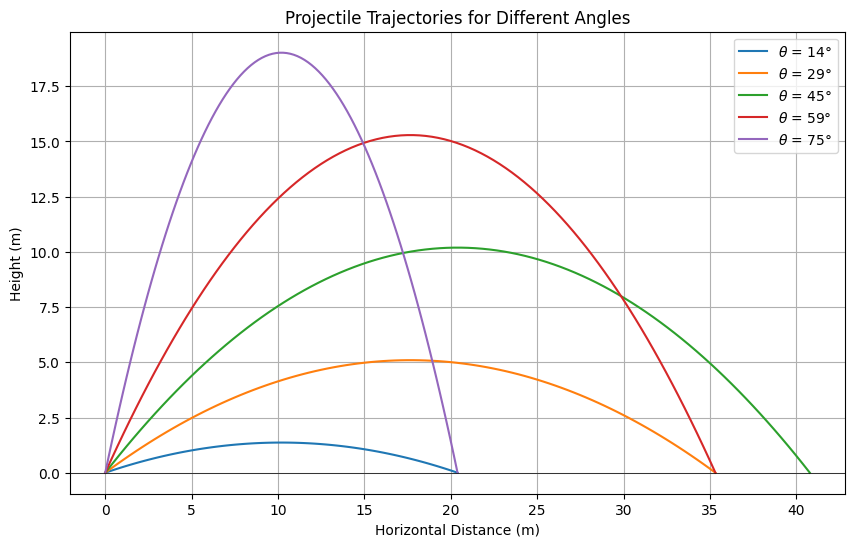 Projectile Trajectories for Different Angles
θ = 14°
θ = 29°
θ = 45°
θ = 59°
θ = 75°
Height (m)
17.5
15.0
12.5
10.0
7.5
5.0
2.5
0.0
0 5 10 15 20 25 30 35 40
Horizontal Distance (m)